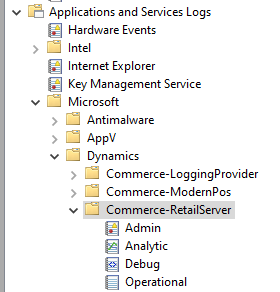 Applications and Services Logs
Hardware Events
Intel
Internet Explorer
Key Management Service
Microsoft
Antimalware
AppV
Dynamics
Commerce-LoggingProvider
Commerce-ModernPos
Commerce-RetailServer
Admin
Analytic
Debug
Operational